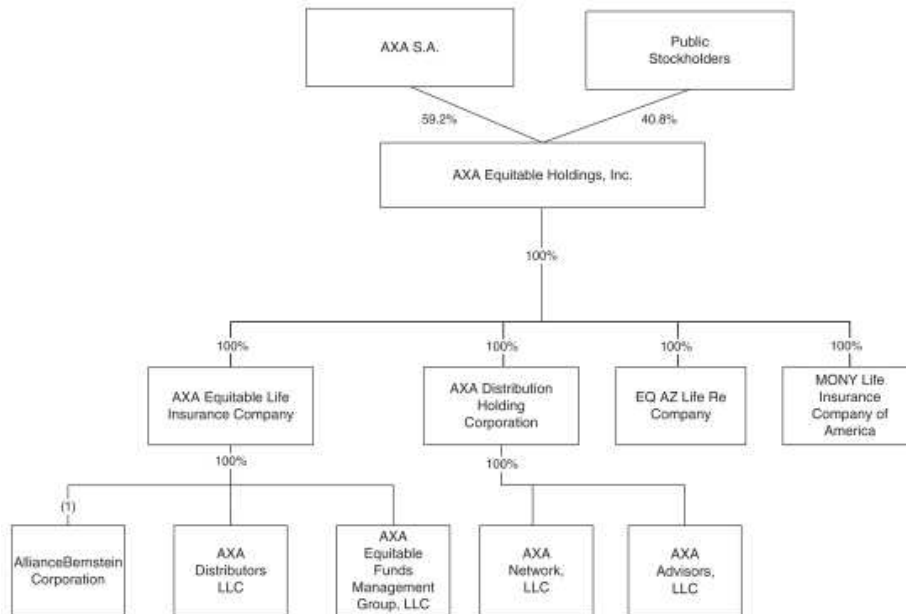 AXA S.A.
Public
Stockholders
59.2%
40.8%
AXA Equitable Holdings, Inc.
100%
100%
100%
100%
100%
AXA Equitable Life
Insurance Company
AXA Distribution
Holding
Corporation
EQ AZ Life Re
Company
MONY Life
Insurance
Company of
America
100%
100%
(1)
AllianceBernstein
Corporation
AXA
Distributors
LLC
AXA
Equitable
Funds
Management
Group, LLC
AXA
Network,
LLC
AXA
Advisors,
LLC